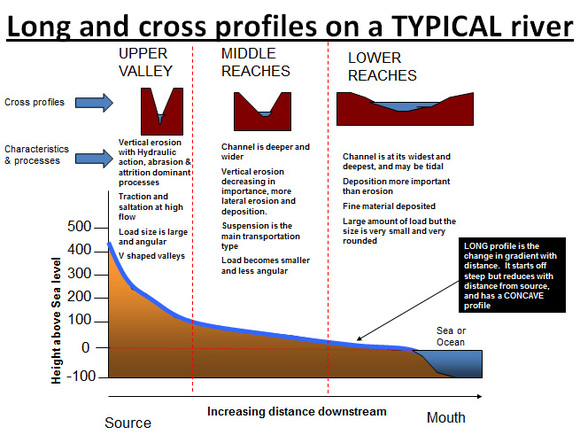 Long and cross profiles on a TYPICAL river
UPPER
VALLEY
MIDDLE
REACHES
LOWER
REACHES
Cross profiles
Characteristics
& processes
Vertical erosion
with Hydraulic
action, abrasion &
attrition dominant
processes
Traction and
saltation at high
flow
Load size is large
and angular
V shaped valleys
Channel is deeper and
wider
Vertical erosion
decreasing in
importance, more
lateral erosion and
deposition.
Suspension is the
main transportation
type
Load becomes smaller
and less angular
Channel is at its widest and
deepest, and may be tidal
Deposition more important
than erosion
Fine material deposited
Large amount of load but the
size is very small and very
rounded
LONG profile is the
change in gradient with
distance. It starts off
steep but reduces with
distance from source,
and has a CONCAVE
profile
Height above Sea level
500
400
300
200
100
0
-100
Sea or
Ocean
Source
Increasing distance downstream
Mouth